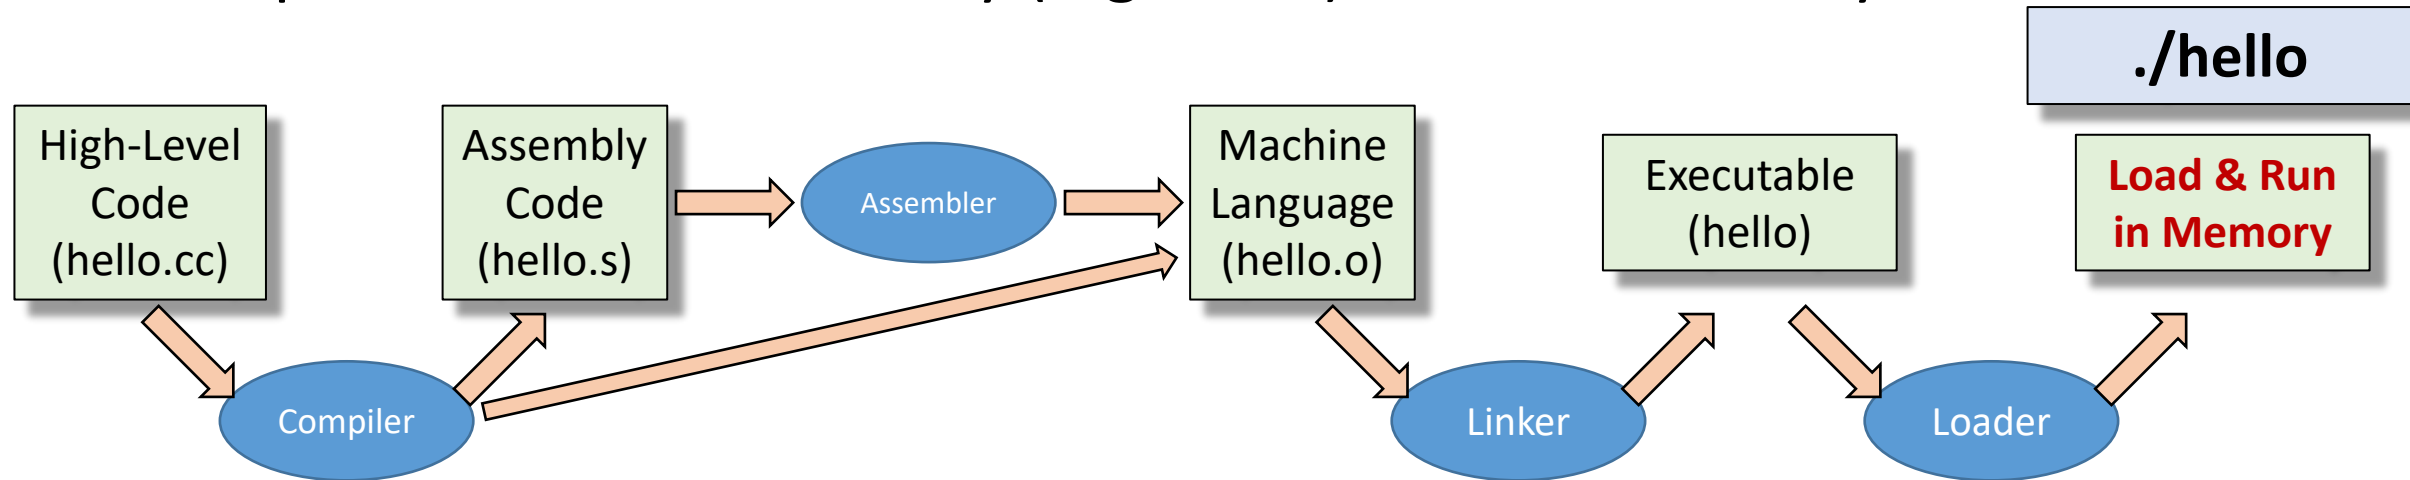 ./hello
High-Level
Code
(hello.cc)
Assembly
Code
(hello.s)
Assembler
Machine
Language
(hello.o)
Executable
(hello)
Load & Run
in Memory
Compiler
Linker
Loader